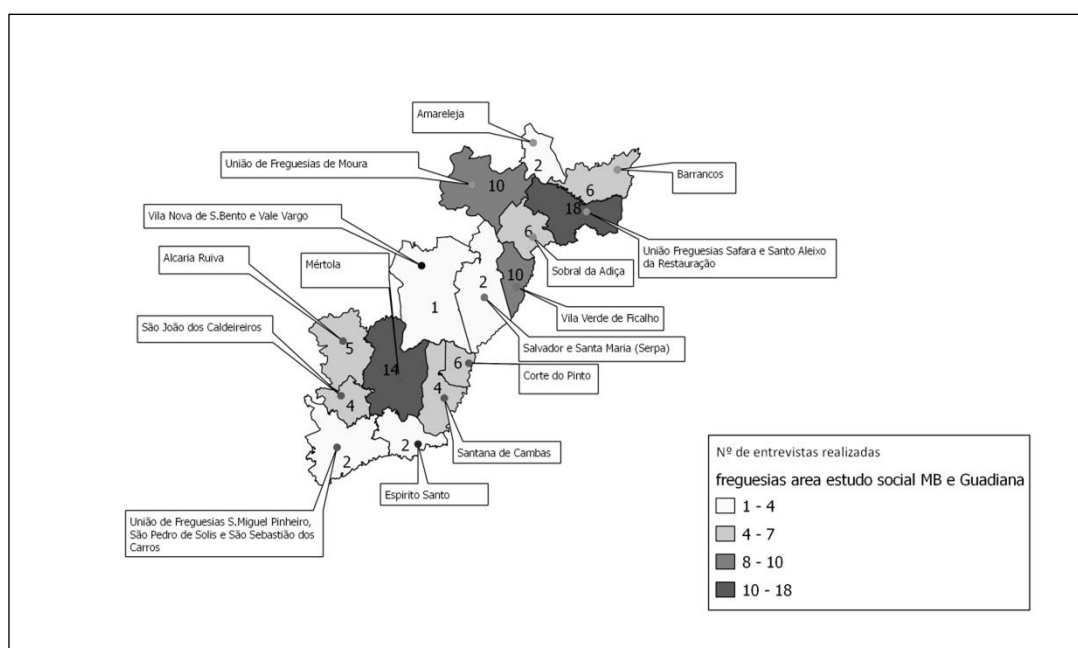 Amareleja
União de Freguesias de Moura
2
Barrancos
10
6
Vila Nova de S.Bento e Vale Vargo
18
União Freguesias Safara e Santo Aleixo
da Restauração
6
Sobral da Adiça
Alcaria Ruiva
Mértola
2
10
Vila Verde de Ficalho
1
São João dos Caldeireiros
Salvador e Santa Maria (Serpa)
5
6
Corte do Pinto
14
4
4
Santana de Cambas
2
2
Espirito Santo
União de Freguesias S.Miguel Pinheiro,
São Pedro de Solis e São Sebastião dos
Carros
Nº de entrevistas realizadas
freguesias area estudo social MB e Guadiana
1 - 4
4 - 7
8 - 10
10 - 18